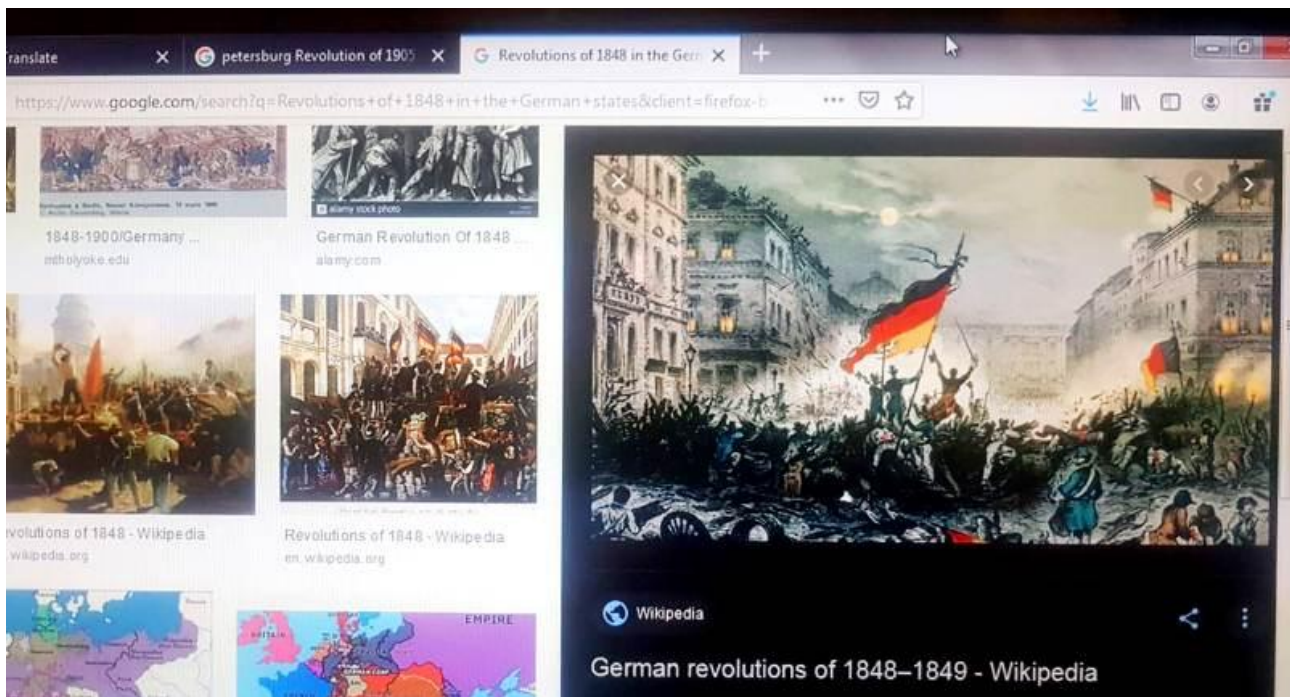 ranslate
petersburg Revolution of 1905
Revolutions of 1848 in the Gern
https://www.google.com/search?q=Revolutions+of+1848+in+the+German+states&client=firefox-b
alamy stock photo
1848-1900/Germany ...
mtholyoke.edu
German Revolution Of 1848 ...
alamy.com
evolutions of 1848 - Wikipedia
.wikipedia.org
Revolutions of 1848 - Wikipedia
en.wikipedia.org
BRITAIN
EMPIRE
Wikipedia
German revolutions of 1848–1849 - Wikipedia